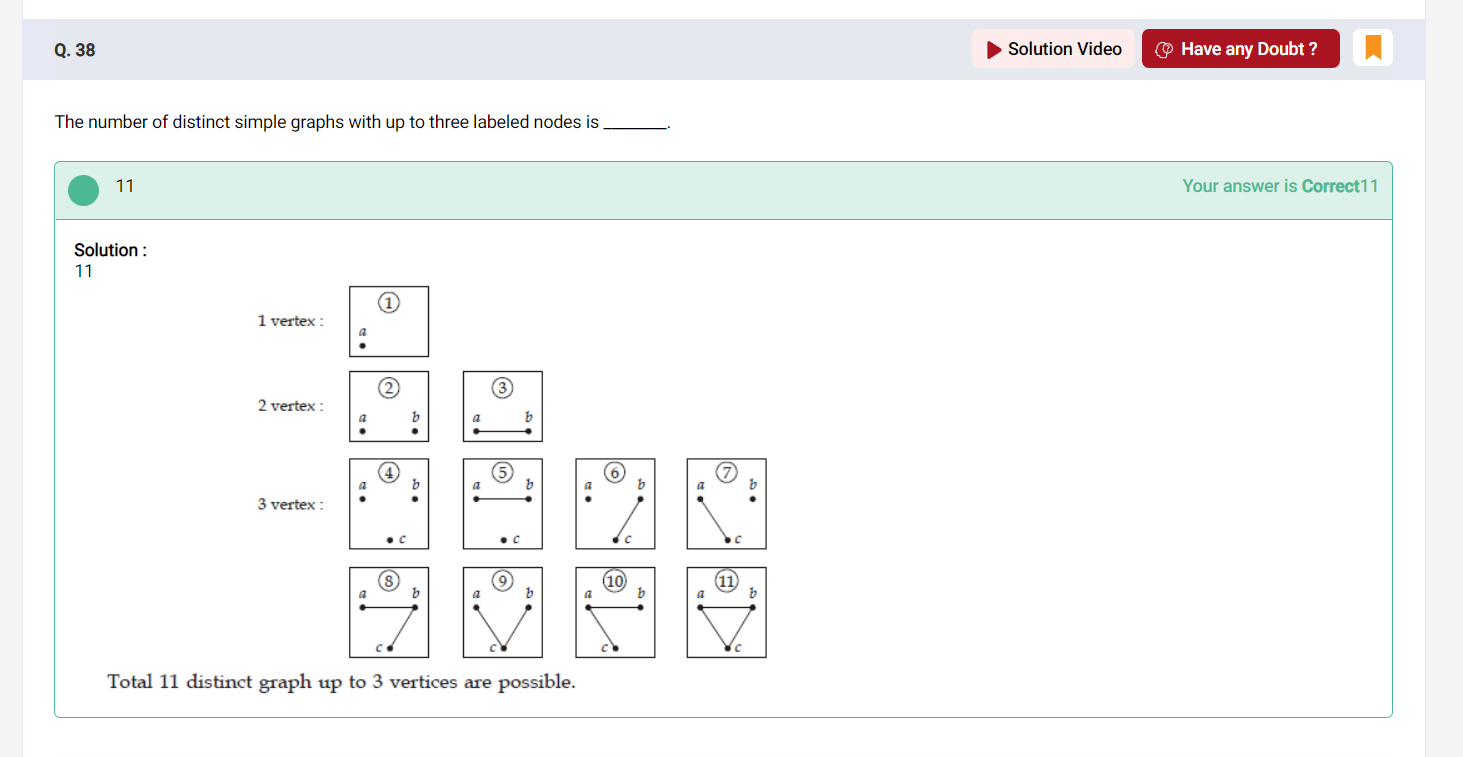 Q. 38
Solution Video
Have any Doubt ?
The number of distinct simple graphs with up to three labeled nodes is ________.
11
Your answer is Correct11
Solution :
11
1 vertex :
1
a
2 vertex :
2
a b
3
a b
3 vertex :
4
a b
c
5
a b
c
6
a b
c
7
a b
c
8
a b
c
9
a b
c
10
a b
c
11
a b
c
Total 11 distinct graph up to 3 vertices are possible.